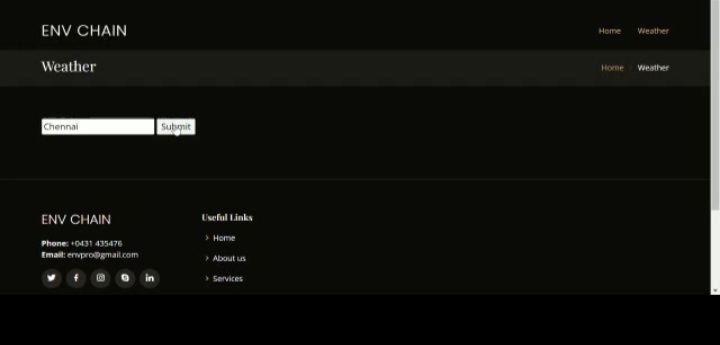 ENV CHAIN
Home Weather
Weather
Home Weather
Chennai Submit
ENV CHAIN
Phone: +0431 435476
Email: envpro@gmail.com
Useful Links
Home
About us
Services